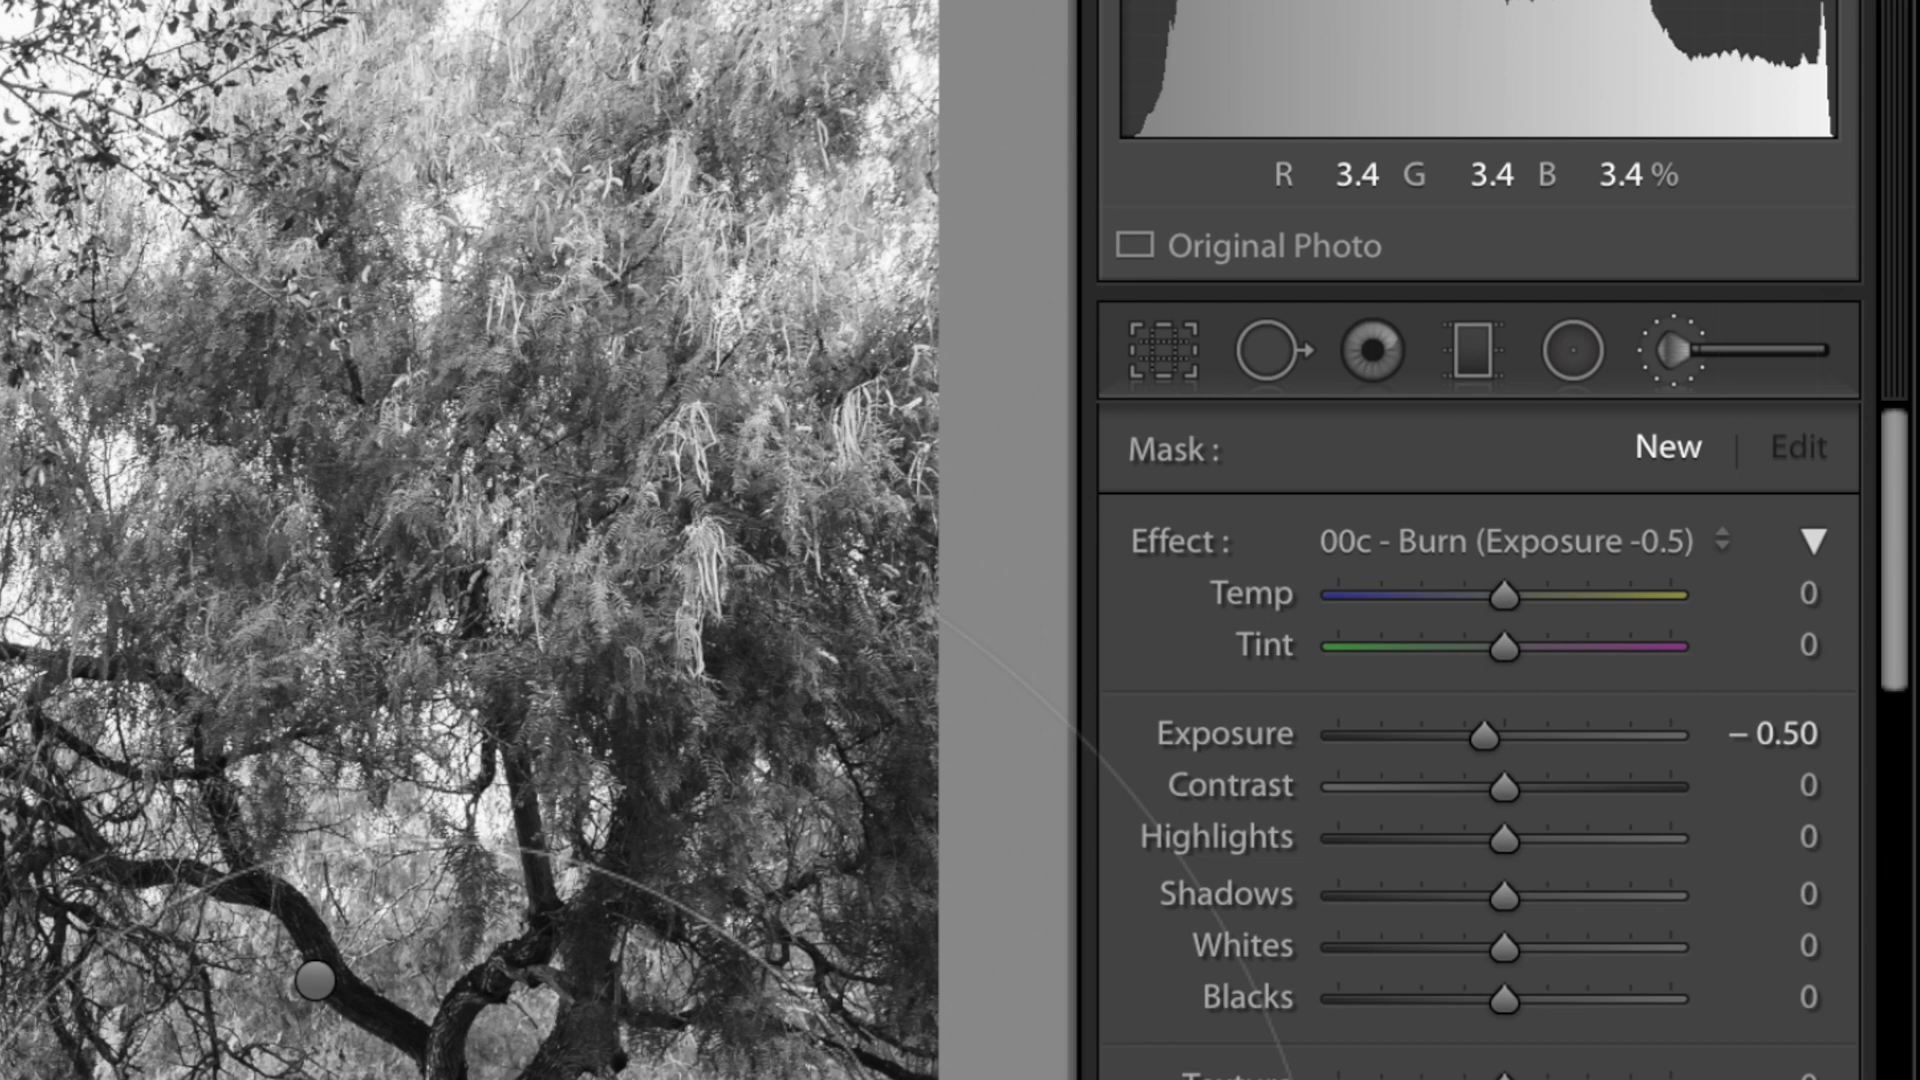 R 3.4 G 3.4 B 3.4 %
Original Photo
Mask : New | Edit
Effect : 00c - Burn (Exposure -0.5)
Temp 0
Tint 0
Exposure – 0.50
Contrast 0
Highlights 0
Shadows 0
Whites 0
Blacks 0